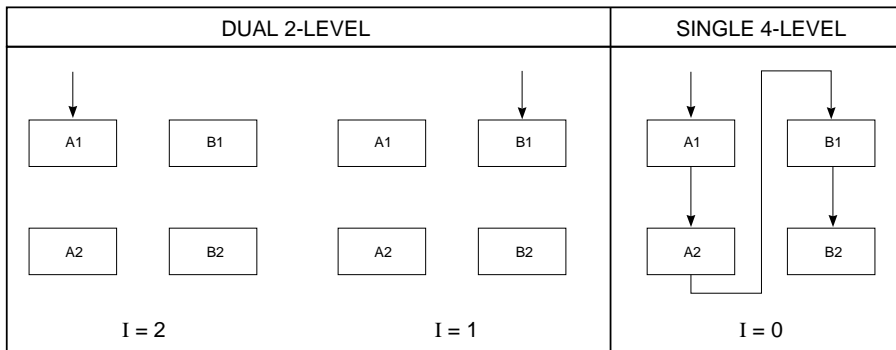 DUAL 2-LEVEL
SINGLE 4-LEVEL
A1 B1 A1 B1 A1 B1
A2 B2 A2 B2 A2 B2
I = 2 I = 1 I = 0